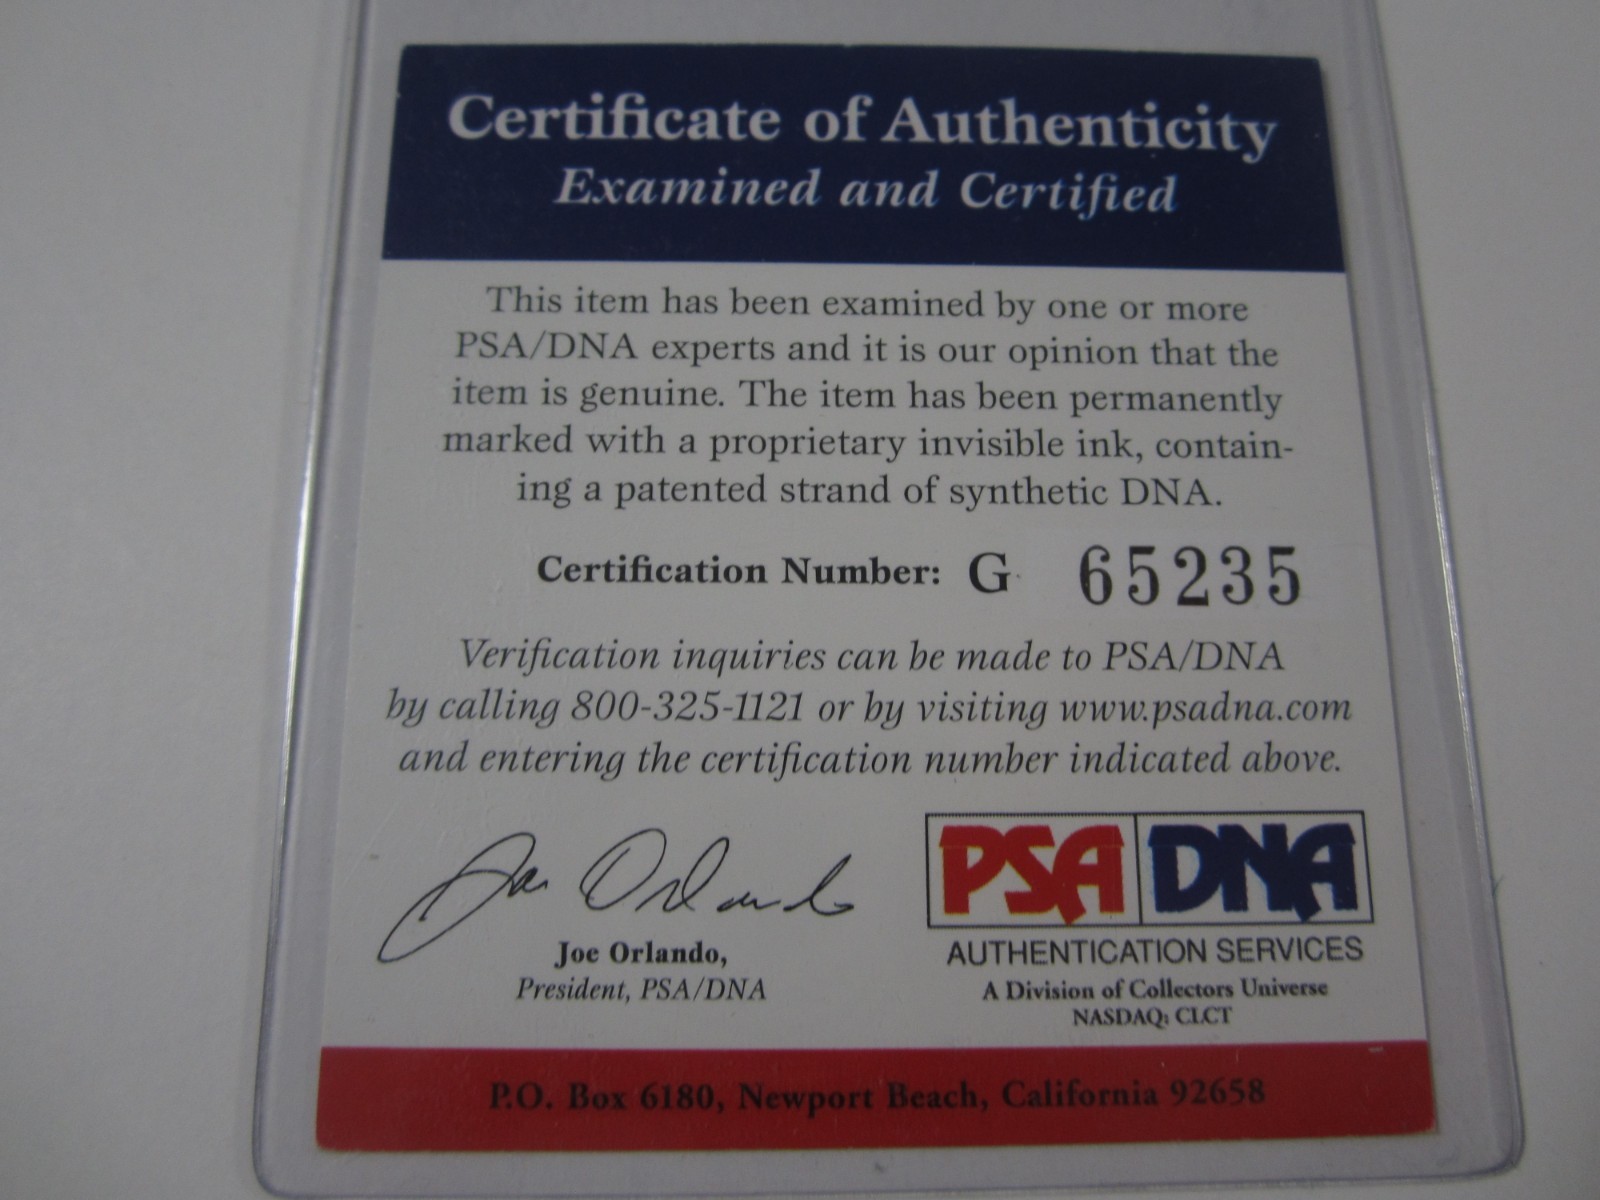 Certificate of Authenticity
Examined and Certified
This item has been examined by one or more
PSA/DNA experts and it is our opinion that the
item is genuine. The item has been permanently
marked with a proprietary invisible ink, contain-
ing a patented strand of synthetic DNA.
Certification Number: G 65235
Verification inquiries can be made to PSA/DNA
by calling 800-325-1121 or by visiting www.psadna.com
and entering the certification number indicated above.
Joe Orlando
Joe Orlando,
President, PSA/DNA
PSA DNA
AUTHENTICATION SERVICES
A Division of Collectors Universe
NASDAQ: CLCT
P.O. Box 6180, Newport Beach, California 92658